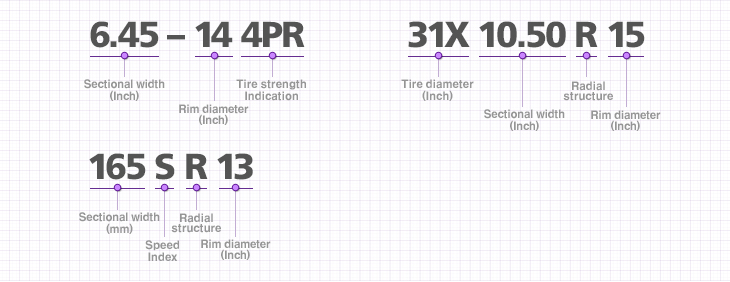 6.45 – 14 4PR
Sectional width
(Inch)
Rim diameter
(Inch)
Tire strength
Indication
31X 10.50 R 15
Tire diameter
(Inch)
Sectional width
(Inch)
Radial
structure
Rim diameter
(Inch)
165 S R 13
Sectional width
(mm)
Speed
Index
Radial
structure
Rim diameter
(Inch)